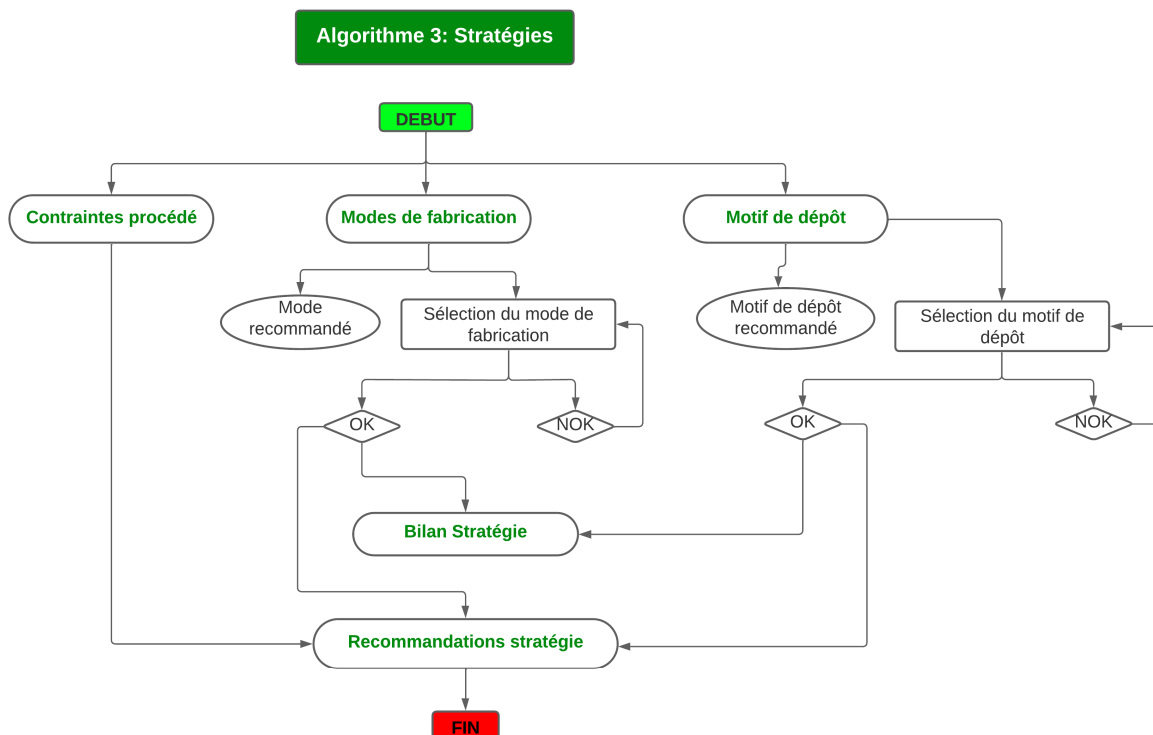 Algorithme 3: Stratégies
DEBUT
Contraintes procédé
Modes de fabrication
Motif de dépôt
Mode
recommandé
Sélection du mode de
fabrication
Motif de dépôt
recommandé
Sélection du motif de
dépôt
OK
NOK
OK
NOK
Bilan Stratégie
Recommandations stratégie
FIN